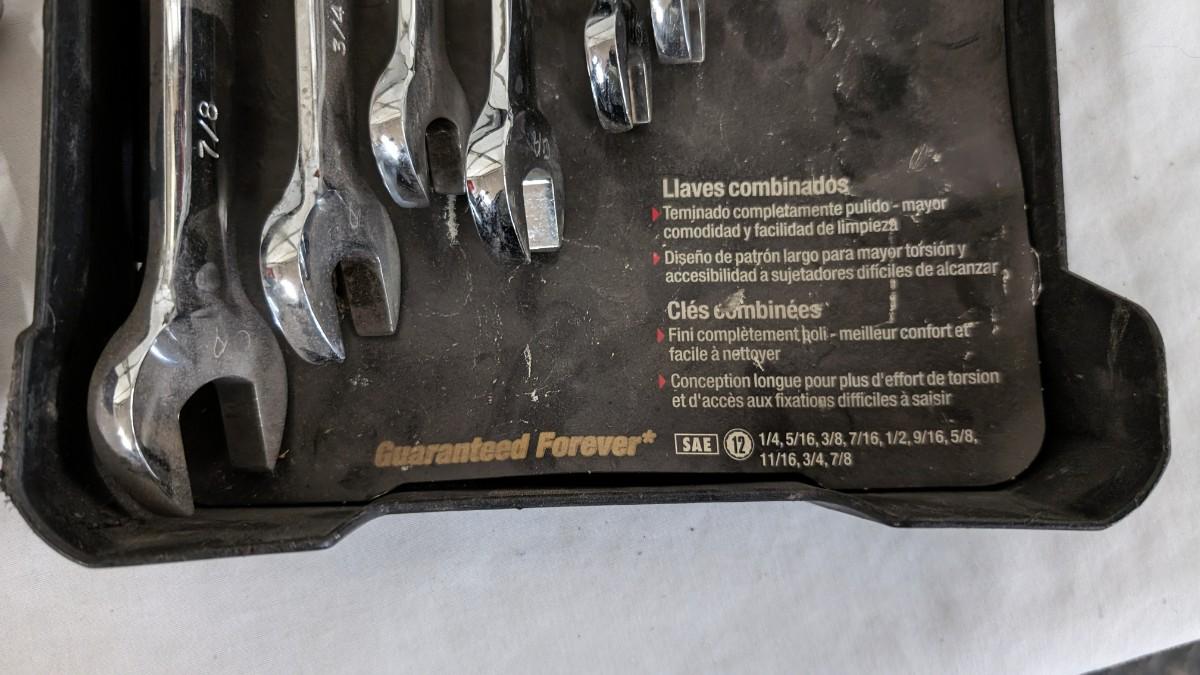 7/8
3/4
Llaves combinados
Teminado completamente pulido - mayor
comodidad y facilidad de limpieza
Diseño de patrón largo para mayor torsión y
accesibilidad a sujetadores difíciles de alcanzar
Clés combinées
Fini complètement poli - meilleur confort et
facile à nettoyer
Conception longue pour plus d'effort de torsion
et d'accès aux fixations difficiles à saisir
Guaranteed Forever*
SAE 12 1/4, 5/16, 3/8, 7/16, 1/2, 9/16, 5/8,
11/16, 3/4, 7/8